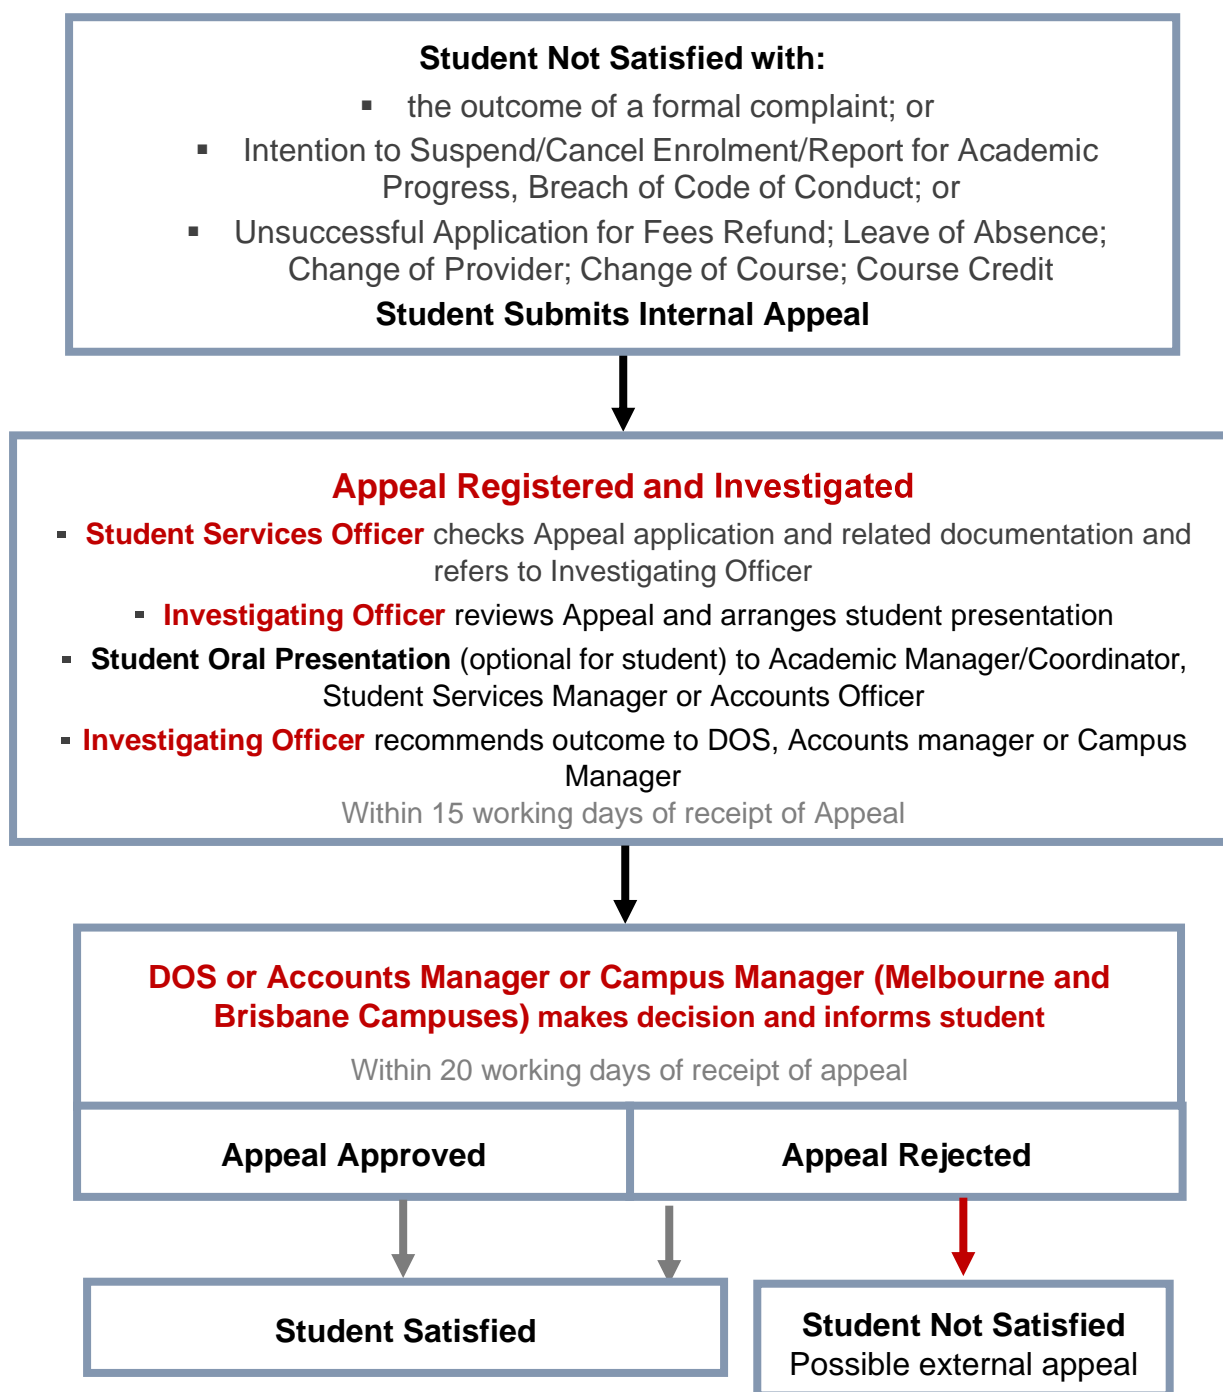 Student Not Satisfied with:
▪ the outcome of a formal complaint; or
▪ Intention to Suspend/Cancel Enrolment/Report for Academic
Progress, Breach of Code of Conduct; or
▪ Unsuccessful Application for Fees Refund; Leave of Absence;
Change of Provider; Change of Course; Course Credit
Student Submits Internal Appeal
Appeal Registered and Investigated
▪ Student Services Officer checks Appeal application and related documentation and
refers to Investigating Officer
▪ Investigating Officer reviews Appeal and arranges student presentation
▪ Student Oral Presentation (optional for student) to Academic Manager/Coordinator,
Student Services Manager or Accounts Officer
▪ Investigating Officer recommends outcome to DOS, Accounts manager or Campus
Manager
Within 15 working days of receipt of Appeal
DOS or Accounts Manager or Campus Manager (Melbourne and
Brisbane Campuses) makes decision and informs student
Within 20 working days of receipt of appeal
Appeal Approved
Appeal Rejected
Student Satisfied
Student Not Satisfied
Possible external appeal